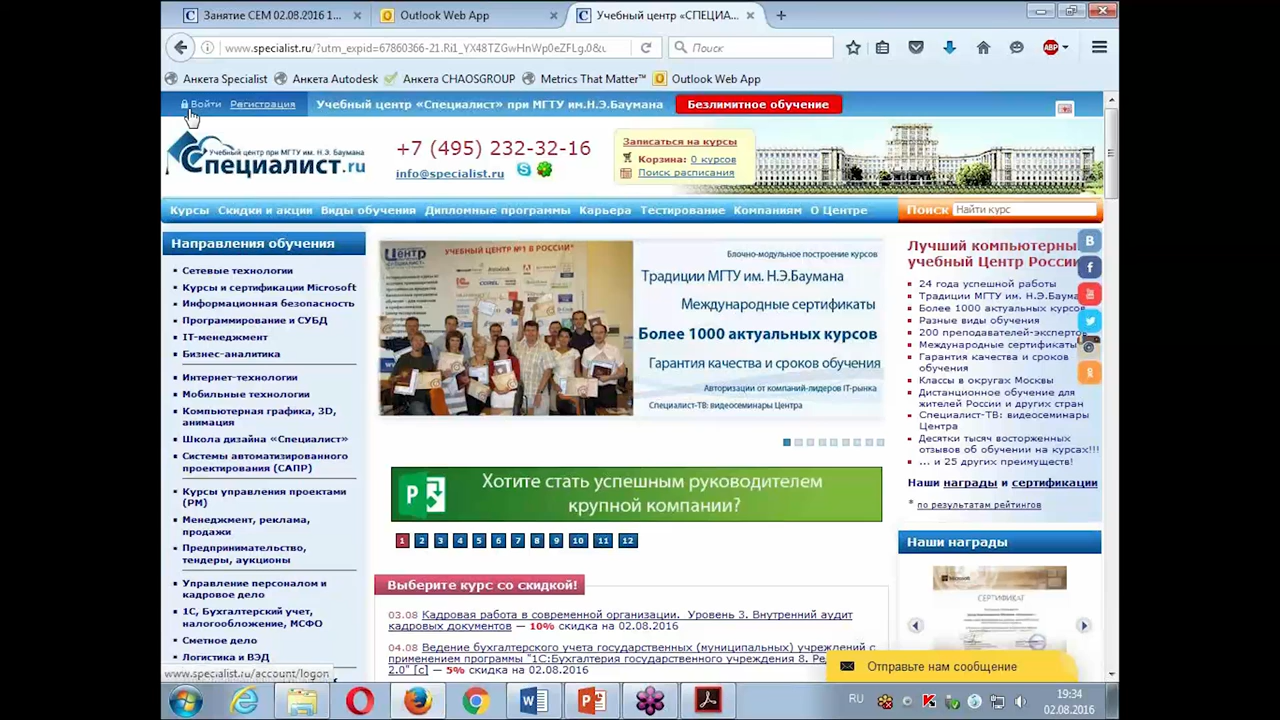 Занятие СЕМ 02.08.2016 1...
Outlook Web App
Учебный центр «СПЕЦИА...
www.specialist.ru/?utm_expid=67880366-21.Ri1_YX48TZGwHnWp0eZFLg.0&u
Поиск
ABP
Анкета Specialist
Анкета Autodesk
Анкета CHAOSGROUP
Metrics That Matter™
Outlook Web App
Войти
Регистрация
Учебный центр «Специалист» при МГТУ им.Н.Э.Баумана
Безлимитное обучение
Учебный центр при МГТУ им. Н.Э. Баумана
Специалист.ru
+7 (495) 232-32-16
info@specialist.ru
Записаться на курсы
Корзина: 0 курсов
Поиск расписания
Курсы
Скидки и акции
Виды обучения
Дипломные программы
Карьера
Тестирование
Компаниям
О Центре
Поиск
Найти курс
Направления обучения
Сетевые технологии
Курсы и сертификации Microsoft
Информационная безопасность
Программирование и СУБД
IT-менеджмент
Бизнес-аналитика
Интернет-технологии
Мобильные технологии
Компьютерная графика, 3D,
анимация
Школа дизайна «Специалист»
Системы автоматизированного
проектирования (САПР)
Курсы управления проектами
(PM)
Менеджмент, реклама,
продажи
Предпринимательство,
тендеры, аукционы
Управление персоналом и
кадровое дело
1С, Бухгалтерский учет,
налогообложение, МСФО
Сметное дело
Логистика и ВЭД
www.specialist.ru/account/logon
УЧЕБНЫЙ ЦЕНТР №1 В РОССИИ*
Блочно-модульное построение курсов
Традиции МГТУ им. Н.Э.Баумана
Международные сертификаты
Более 1000 актуальных курсов
Гарантия качества и сроков обучения
Авторизации от компаний-лидеров IT-рынка
Специалист-ТВ: видеосеминары Центра
Хотите стать успешным руководителем
крупной компании?
1 2 3 4 5 6 7 8 9 10 11 12
Выберите курс со скидкой!
03.08 Кадровая работа в современной организации. Уровень 3. Внутренний аудит
кадровых документов — 10% скидка на 02.08.2016
04.08 Ведение бухгалтерского учета государственных (муниципальных) учреждений с
применением программы "1С:Бухгалтерия государственного учреждения 8. Ре
2.0" [с] — 5% скидка на 02.08.2016
Лучший компьютерны
учебный Центр России
24 года успешной работы
Традиции МГТУ им. Н.Э.Баума
Более 1000 актуальных курсов
Разные виды обучения
200 преподавателей-эксперто
Международные сертификаты
Гарантия качества и сроков
обучения
Классы в округах Москвы
Дистанционное обучение для
жителей России и других стран
Специалист-ТВ: видеосеминары
Центра
Десятки тысяч восторженных
отзывов об обучении на курсах!!!
... и 25 других преимуществ!
Наши награды и сертификации
* по результатам рейтингов
Наши награды
СЕРТИФИКАТ
Отправьте нам сообщение
RU
19:34
02.08.2016